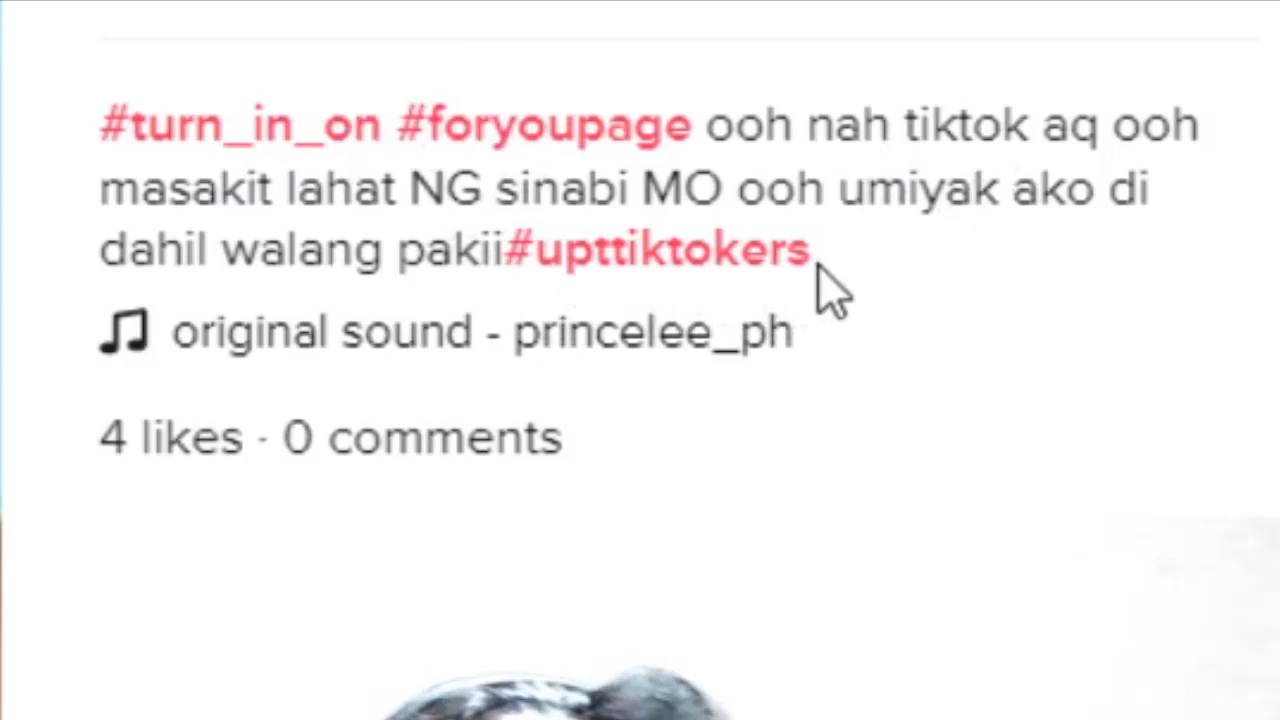 #turn_in_on #foryoupage ooh nah tiktok aq ooh
masakit lahat NG sinabi MO ooh umiyak ako di
dahil walang pakii#upttiktokers
original sound - princelee_ph
4 likes · 0 comments